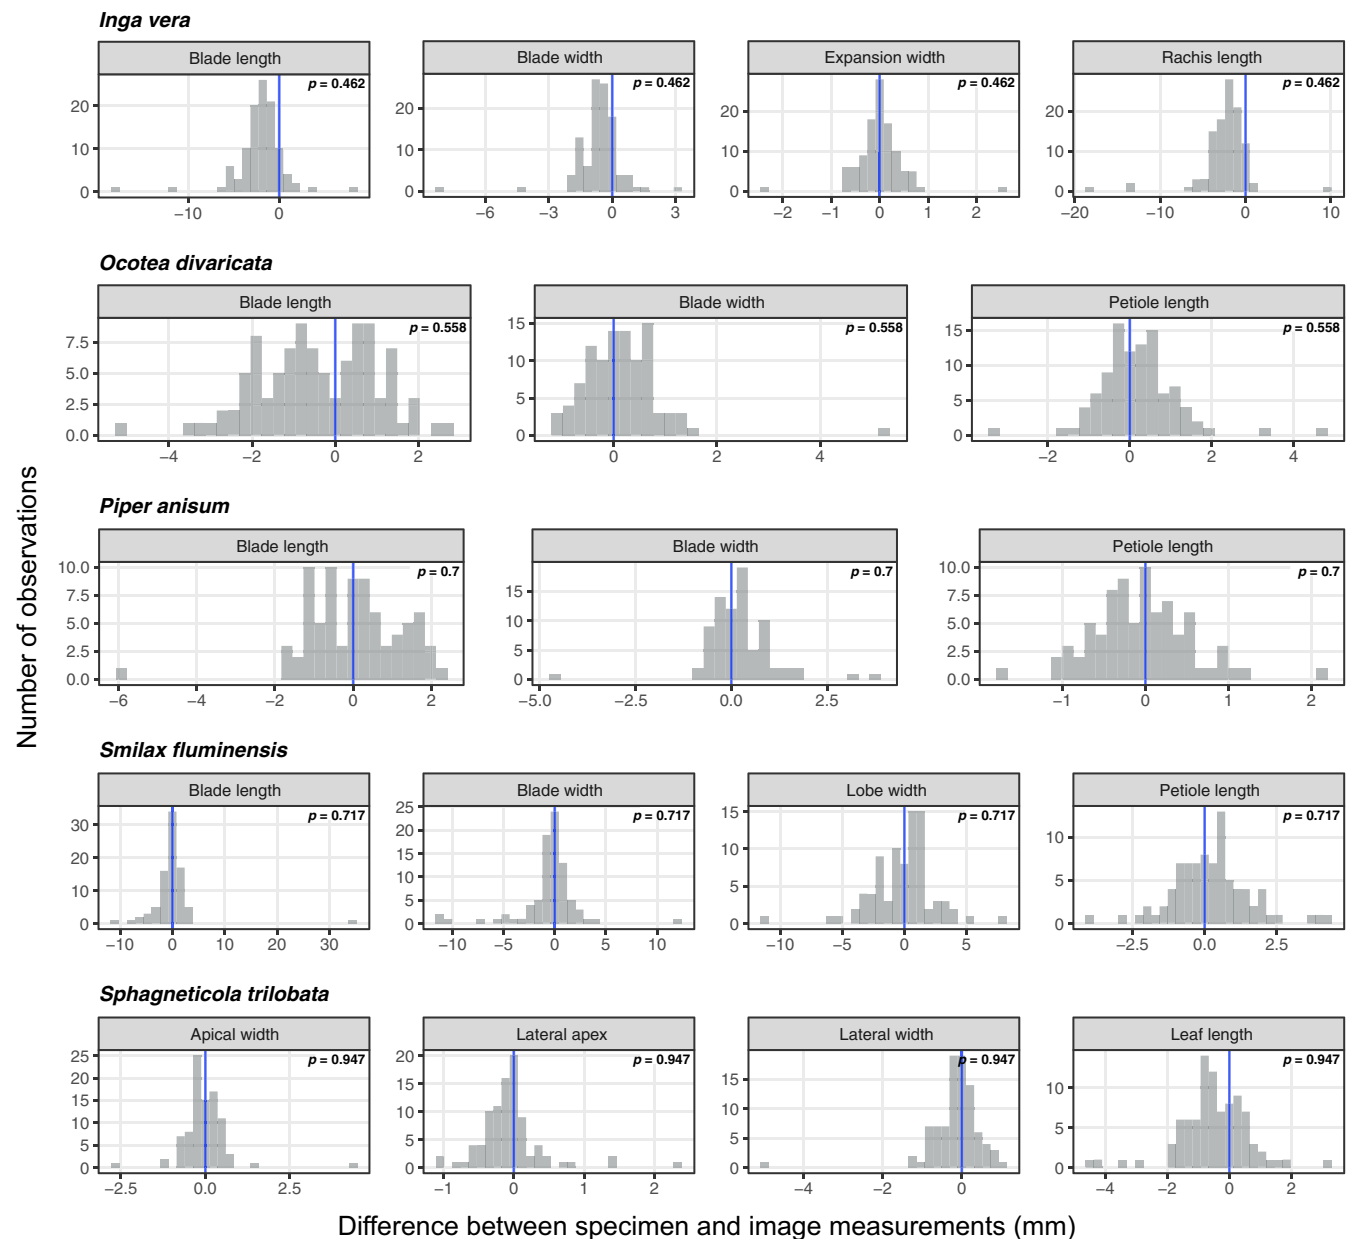 Inga vera
Blade length Blade width Expansion width Rachis length
p = 0.462 p = 0.462 p = 0.462 p = 0.462
20 20 20 20
10 10 10 10
0 0 0 0
−10 0 −6 −3 0 3 −2 −1 0 1 2 −20 −10 0 10
Ocotea divaricata
Blade length Blade width Petiole length
p = 0.558 p = 0.558 p = 0.558
15 15
7.5
10 10
5.0
5 5
2.5
0.0 0 0
−4 −2 0 2 0 2 4 −2 0 2 4
Number of observations
Piper anisum
Blade length Blade width Petiole length
p = 0.7 p = 0.7 p = 0.7
10.0 10.0
7.5 15 7.5
5.0 10 5.0
2.5 5 2.5
0.0 0 0.0
−6 −4 −2 0 2 −5.0 −2.5 0.0 2.5 −1 0 1 2
Smilax fluminensis
Blade length Blade width Lobe width Petiole length
p = 0.717 p = 0.717 p = 0.717 p = 0.717
25 15
30 20 10
20 15 10
10 10 5 5
5
0 0 0 0
−10 0 10 20 30 −10 −5 0 5 10 −10 −5 0 5 −2.5 0.0 2.5
Sphagneticola trilobata
Apical width Lateral apex Lateral width Leaf length
p = 0.947 p = 0.947 p = 0.947 p = 0.947
25 20
20 15 15 10
15 10 10
10 5 5 5
5
0 0 0 0
−2.5 0.0 2.5 −1 0 1 2 −4 −2 0 −4 −2 0 2
Difference between specimen and image measurements (mm)